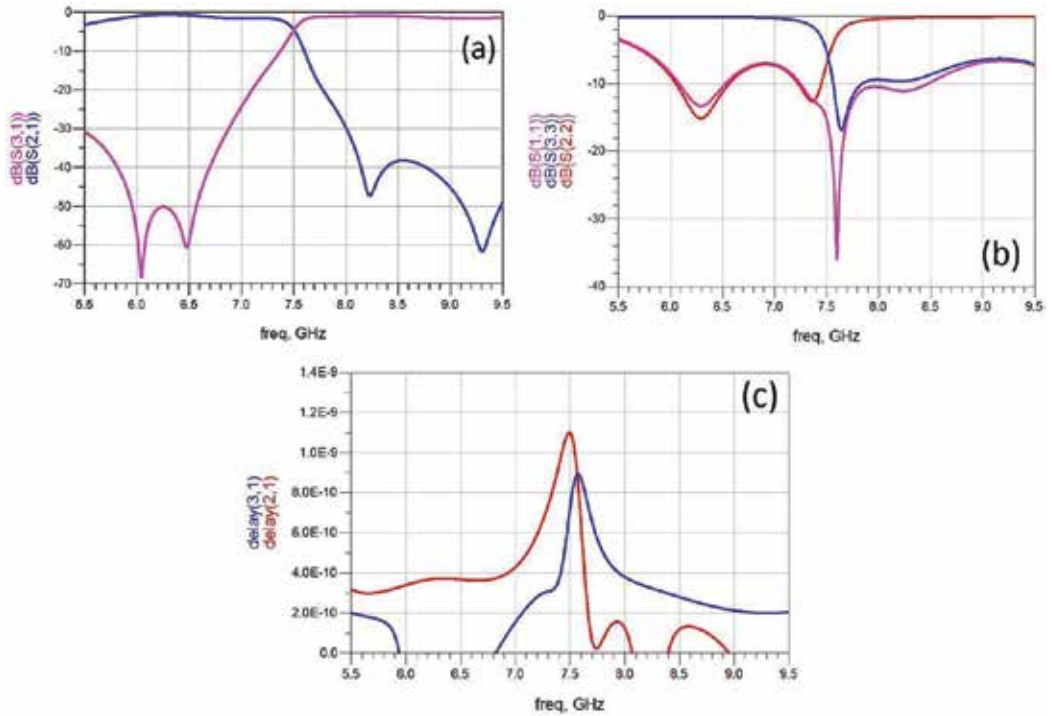 (a)
dB(S(3,1))
dB(S(2,1))
0
-10
-20
-30
-40
-50
-60
-70
5.5 6.0 6.5 7.0 7.5 8.0 8.5 9.0 9.5
freq, GHz
(b)
dB(S(1,1))
dB(S(3,3))
dB(S(2,2))
0
-10
-20
-30
-40
5.5 6.0 6.5 7.0 7.5 8.0 8.5 9.0 9.5
freq, GHz
(c)
delay(3,1)
delay(2,1)
1.4E-9
1.2E-9
1.0E-9
8.0E-10
6.0E-10
4.0E-10
2.0E-10
0.0
5.5 6.0 6.5 7.0 7.5 8.0 8.5 9.0 9.5
freq, GHz